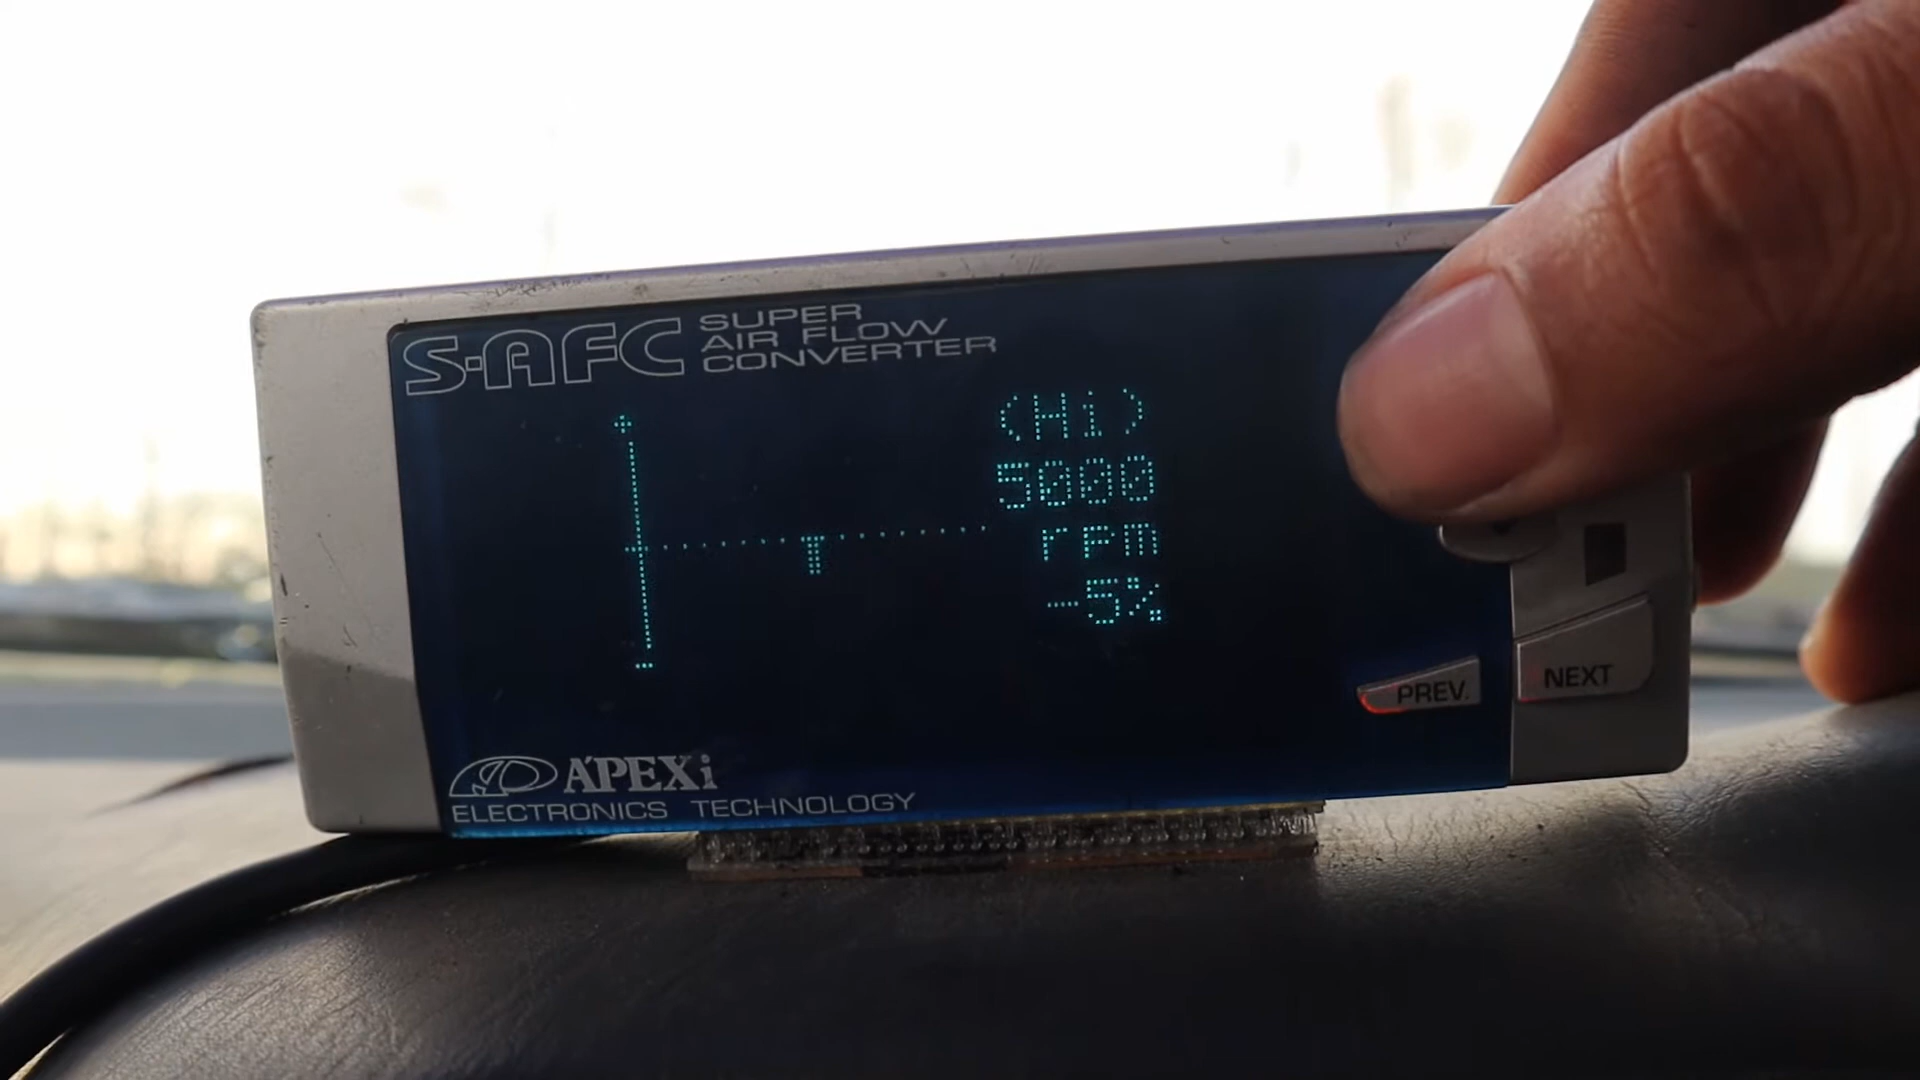 S-AFC SUPER
AIR FLOW
CONVERTER
(Hi)
5000
rpm
-5%
PREV.
NEXT
A'PEXi
ELECTRONICS TECHNOLOGY